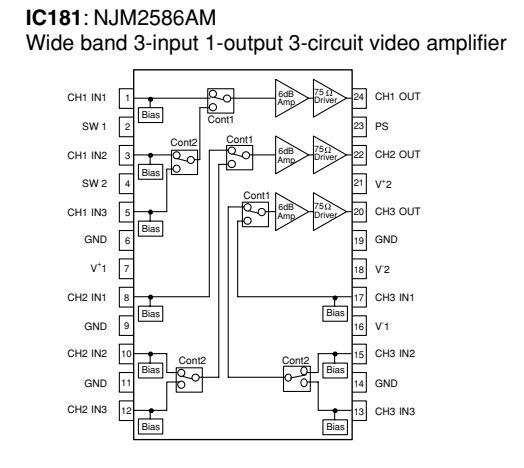 IC181: NJM2586AM
Wide band 3-input 1-output 3-circuit video amplifier
CH1 IN1 1 Bias Cont1 6dB Amp 75Ω Driver 24 CH1 OUT
SW 1 2 23 PS
CH1 IN2 3 Bias Cont2 Cont1 6dB Amp 75Ω Driver 22 CH2 OUT
SW 2 4 21 V+2
CH1 IN3 5 Bias Cont1 6dB Amp 75Ω Driver 20 CH3 OUT
GND 6 19 GND
V+1 7 18 V-2
CH2 IN1 8 Bias Bias 17 CH3 IN1
GND 9 16 V-1
CH2 IN2 10 Bias Cont2 Cont2 Bias 15 CH3 IN2
GND 11 14 GND
CH2 IN3 12 Bias Bias 13 CH3 IN3